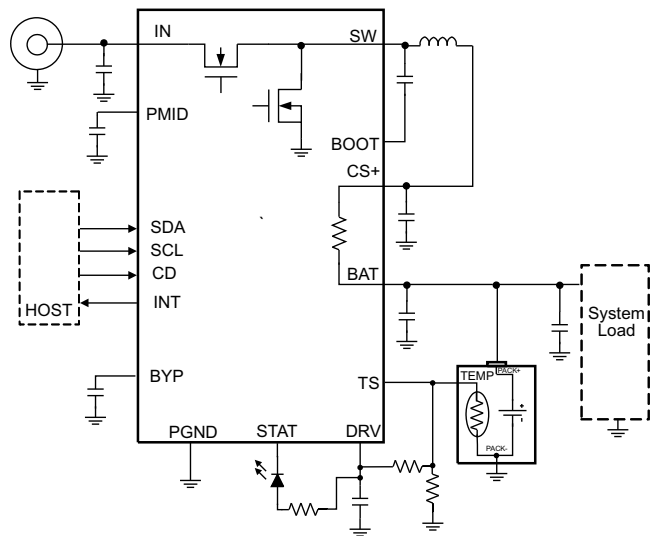 IN
SW
PMID
BOOT
CS+
SDA
SCL
CD
INT
HOST
BAT
System
Load
BYP
TS
TEMP
PACK+
+
-
PACK-
PGND
STAT
DRV